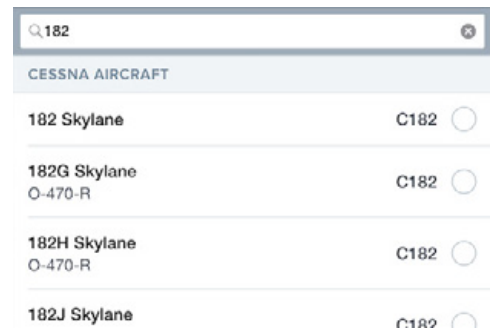 182
CESSNA AIRCRAFT
182 Skylane C182
182G Skylane
O-470-R C182
182H Skylane
O-470-R C182
182J Skylane
C182